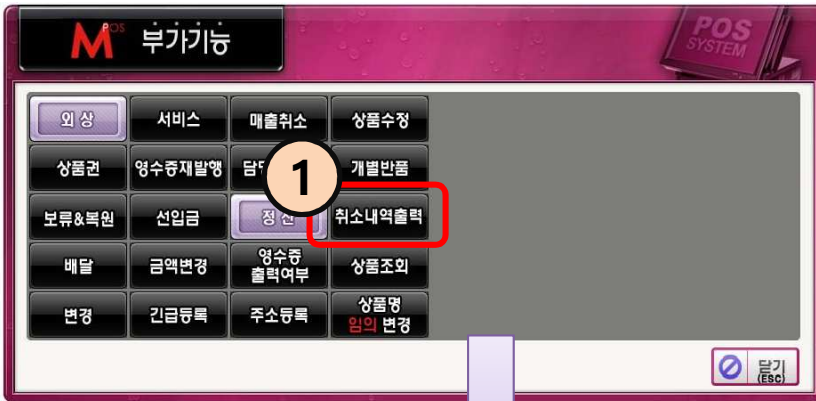 MPOS 부가기능
POS
SYSTEM
외상 서비스 매출취소 상품수정
상품권 영수증재발행 개별반품
1
보류&복원 선입금 정산 취소내역출력
배달 금액변경 영수증 출력여부 상품조회
변경 긴급등록 주소등록 상품명 임의 변경
닫기
(ESC)